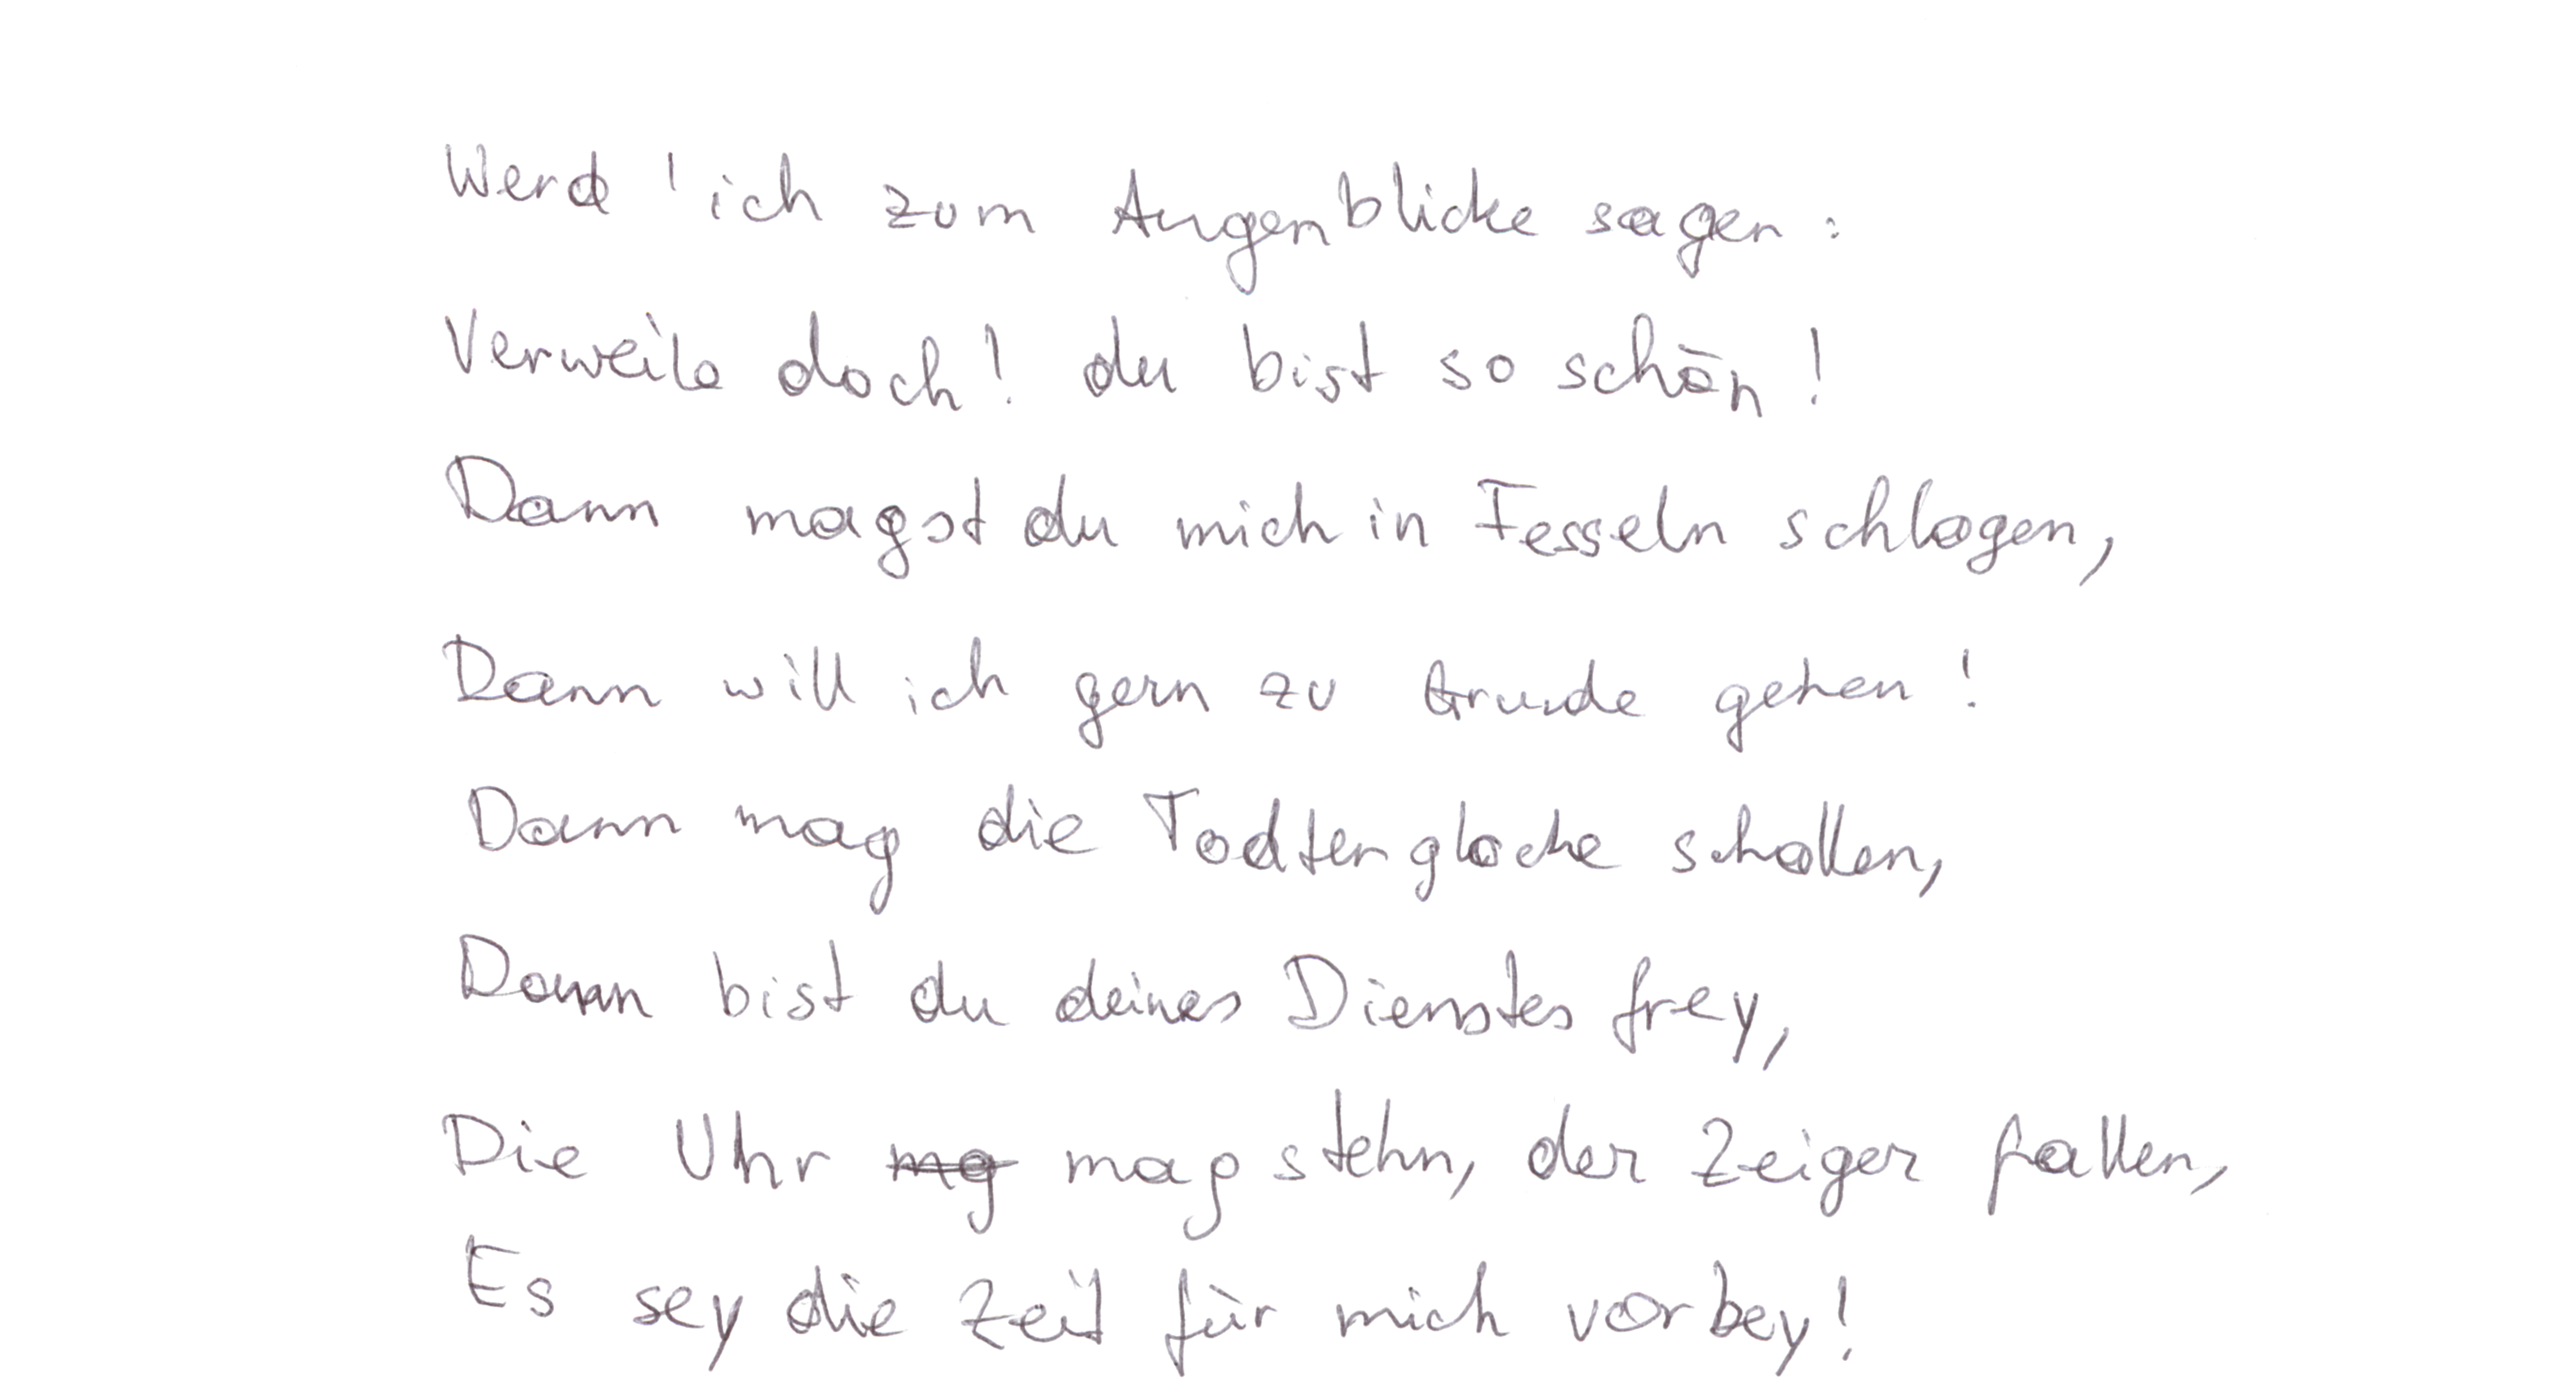 Werd' ich zum Augenblicke sagen:
Verweile doch! du bist so schön!
Dann magst du mich in Fesseln schlagen,
Dann will ich gern zu Grunde gehen!
Dann mag die Todtenglocke schallen,
Dann bist du deines Dienstes frey,
Die Uhr mg mag stehn, der Zeiger fallen,
Es sey die Zeit für mich vorbey!